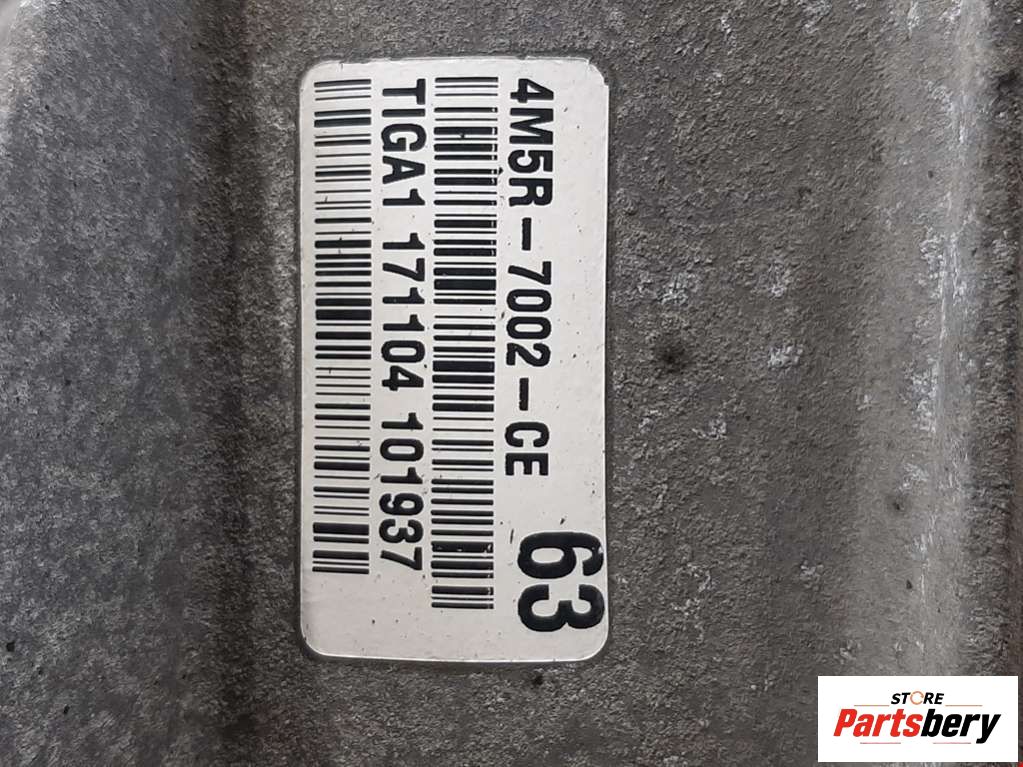 4M5R-7002-CE
63
TIGA1 171104 101937
STORE
Partsbery